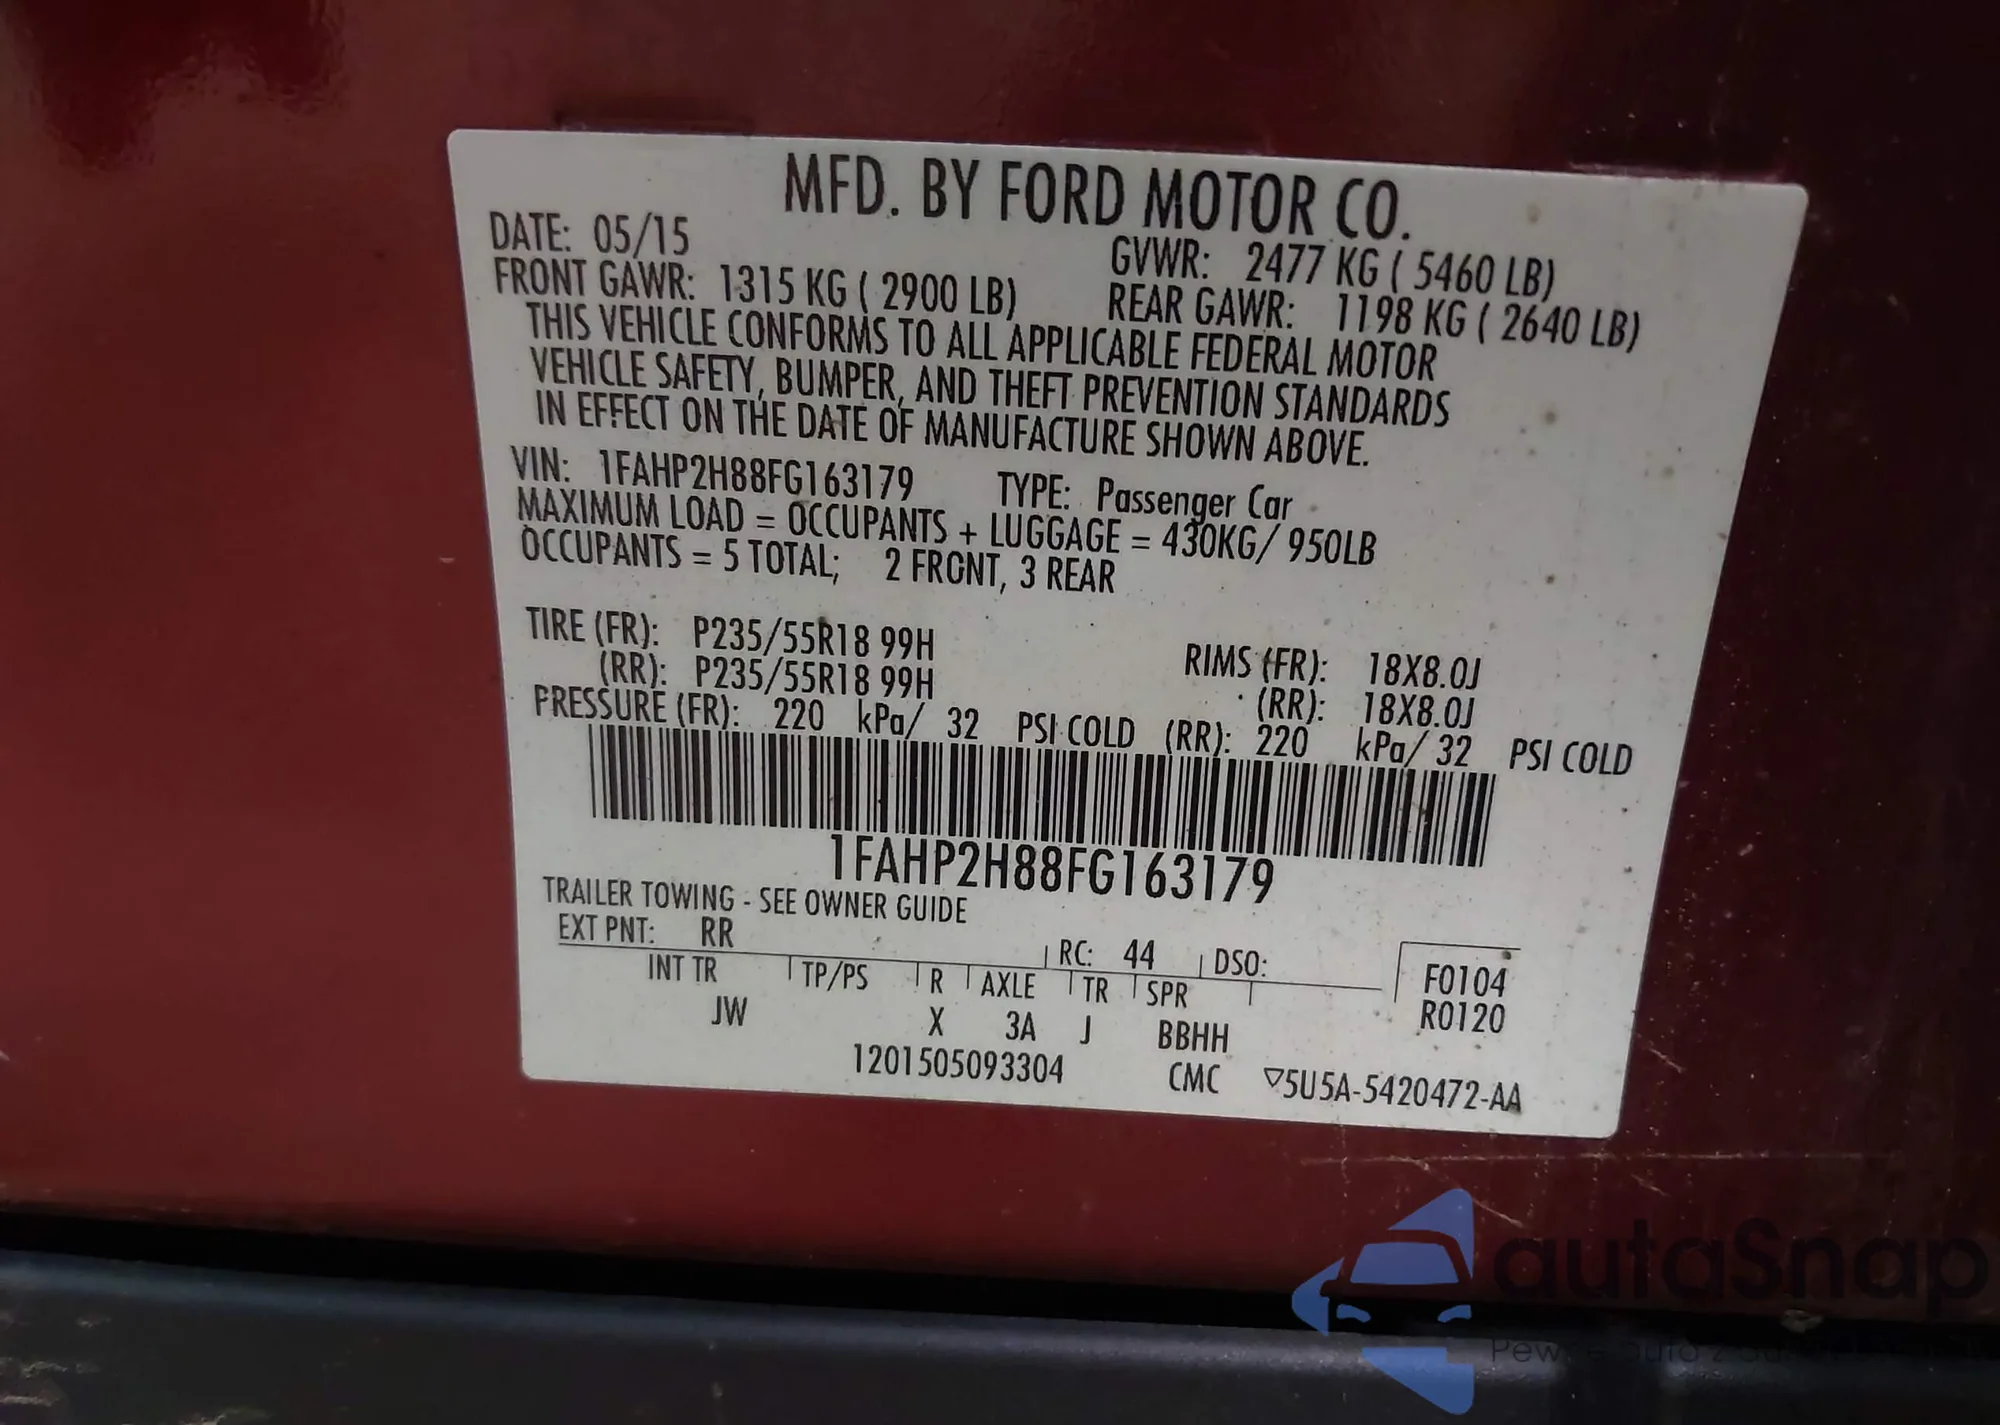 MFD. BY FORD MOTOR CO.
DATE: 05/15 GVWR: 2477 KG ( 5460 LB)
FRONT GAWR: 1315 KG ( 2900 LB) REAR GAWR: 1198 KG ( 2640 LB)
THIS VEHICLE CONFORMS TO ALL APPLICABLE FEDERAL MOTOR
VEHICLE SAFETY, BUMPER, AND THEFT PREVENTION STANDARDS
IN EFFECT ON THE DATE OF MANUFACTURE SHOWN ABOVE.
VIN: 1FAHP2H88FG163179 TYPE: Passenger Car
MAXIMUM LOAD = OCCUPANTS + LUGGAGE = 430KG/ 950LB
OCCUPANTS = 5 TOTAL; 2 FRONT, 3 REAR
TIRE (FR): P235/55R18 99H RIMS (FR): 18X8.0J
(RR): P235/55R18 99H (RR): 18X8.0J
PRESSURE (FR): 220 kPa/ 32 PSI COLD (RR): 220 kPa/ 32 PSI COLD
1FAHP2H88FG163179
TRAILER TOWING - SEE OWNER GUIDE
EXT PNT: RR RC: 44 DSO:
INT TR TP/PS R AXLE TR SPR F0104
JW X 3A J BBHH R0120
1201505093304 CMC ▽5U5A-5420472-AA
autaSnap